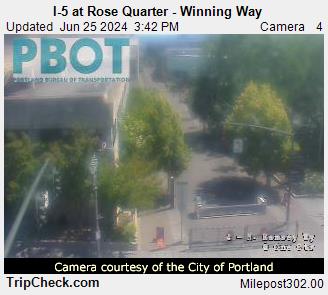 I-5 at Rose Quarter - Winning Way
Updated Jun 25 2024 3:42 PM Camera 4
PBOT
PORTLAND BUREAU OF TRANSPORTATION
Camera courtesy of the City of Portland
TripCheck.com Milepost302.00